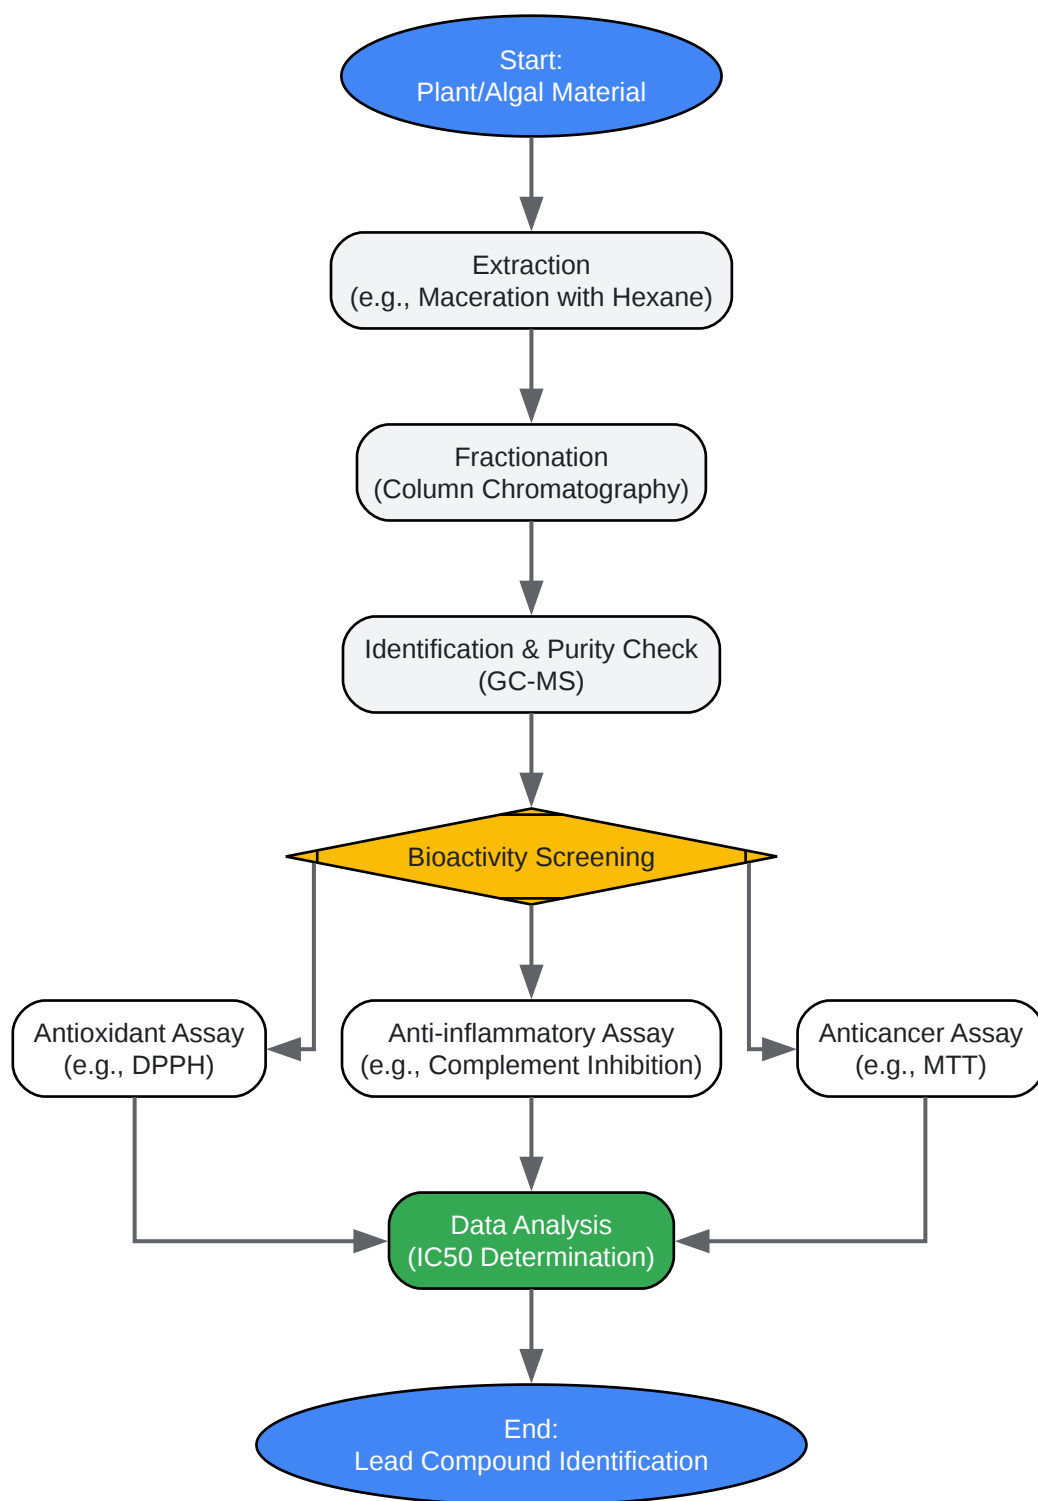 Start:
Plant/Algal Material
Extraction
(e.g., Maceration with Hexane)
Fractionation
(Column Chromatography)
Identification & Purity Check
(GC-MS)
Bioactivity Screening
Antioxidant Assay
(e.g., DPPH)
Anti-inflammatory Assay
(e.g., Complement Inhibition)
Anticancer Assay
(e.g., MTT)
Data Analysis
(IC50 Determination)
End:
Lead Compound Identification